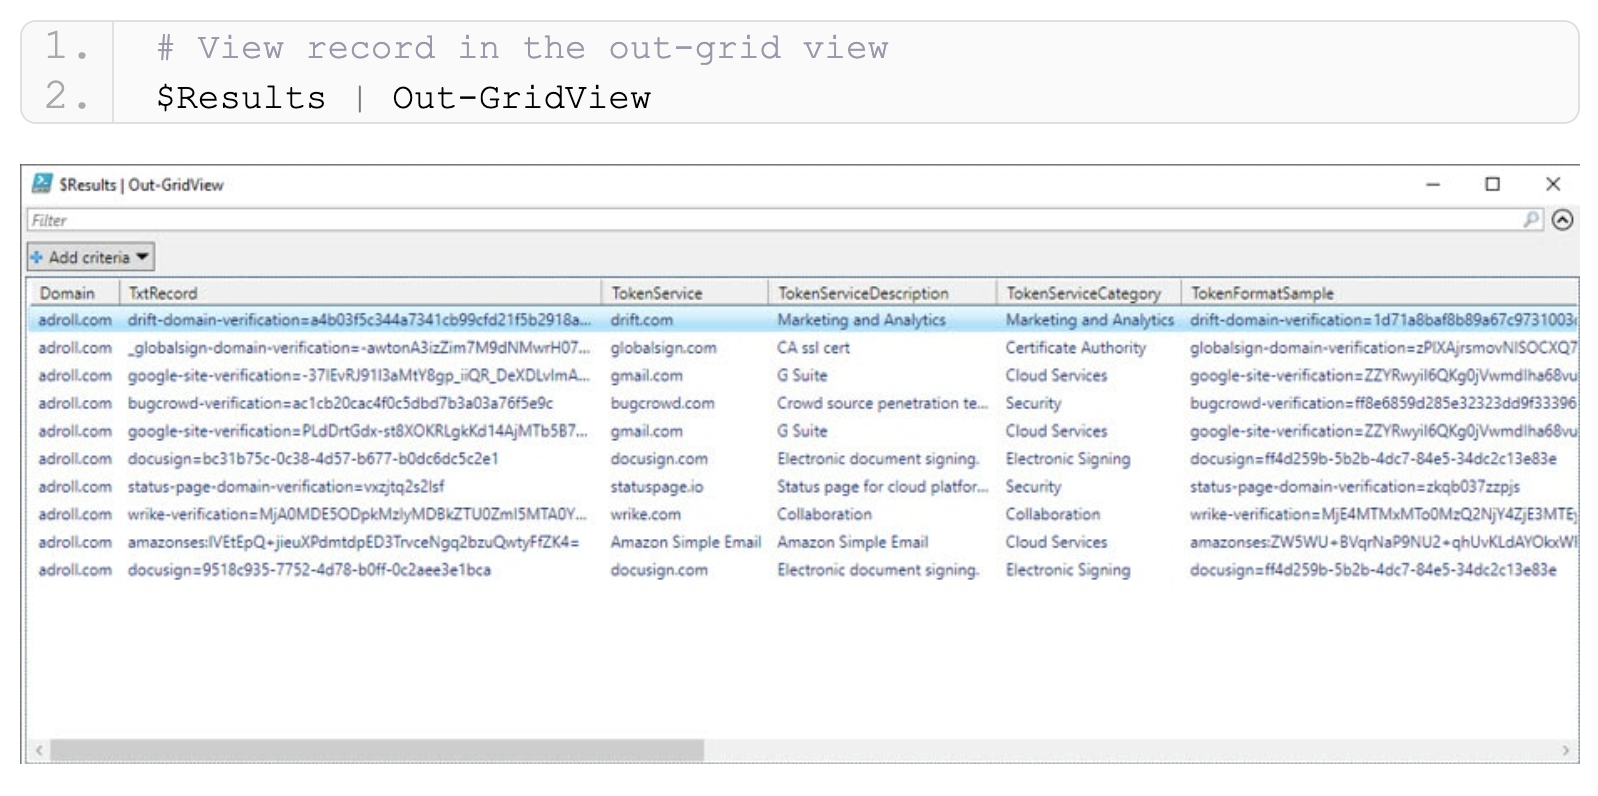 1. # View record in the out-grid view
2. $Results | Out-GridView
$Results | Out-GridView
Filter
Add criteria
Domain TxtRecord TokenService TokenServiceDescription TokenServiceCategory TokenFormatSample
adroll.com drift-domain-verification=a4b03f5c344a7341cb99cfd21f5b2918a... drift.com Marketing and Analytics Marketing and Analytics drift-domain-verification=1d71a8baf8b89a67c9731003
adroll.com _globalsign-domain-verification=-awtonA3izZim7M9dNMwrH07... globalsign.com CA ssl cert Certificate Authority globalsign-domain-verification=zPlXAjrsmovNlSOCXQ7
adroll.com google-site-verification=-37lEvRJ91I3aMtY8gp_iiQR_DeXDLvlmA... gmail.com G Suite Cloud Services google-site-verification=ZZYRwyil6QKg0jVwmdlha68vu
adroll.com bugcrowd-verification=ac1cb20cac4f0c5dbd7b3a03a76f5e9c bugcrowd.com Crowd source penetration te... Security bugcrowd-verification=ff8e6859d285e32323dd9f33396
adroll.com google-site-verification=PLdDrtGdx-st8XOKRLgkKd14AjMTb5B7... gmail.com G Suite Cloud Services google-site-verification=ZZYRwyil6QKg0jVwmdlha68vu
adroll.com docusign=bc31b75c-0c38-4d57-b677-b0dc6dc5c2e1 docusign.com Electronic document signing. Electronic Signing docusign=ff4d259b-5b2b-4dc7-84e5-34dc2c13e83e
adroll.com status-page-domain-verification=vxzjtq2s2lsf statuspage.io Status page for cloud platfor... Security status-page-domain-verification=zkqb037zzpjs
adroll.com wrike-verification=MjA0MDE5ODpkMzlyMDBkZTU0Zml5MTA0Y... wrike.com Collaboration Collaboration wrike-verification=MjE4MTMxMTo0MzQ2NjY4ZjE3MTE
adroll.com amazonses:lVEtEpQ+jieuXPdmtdpED3TrvceNgq2bzuQwtyFfZK4= Amazon Simple Email Amazon Simple Email Cloud Services amazonses:ZW5WU+BVqrNaP9NU2+qhUvKLdAYOkxWl
adroll.com docusign=9518c935-7752-4d78-b0ff-0c2aee3e1bca docusign.com Electronic document signing. Electronic Signing docusign=ff4d259b-5b2b-4dc7-84e5-34dc2c13e83e